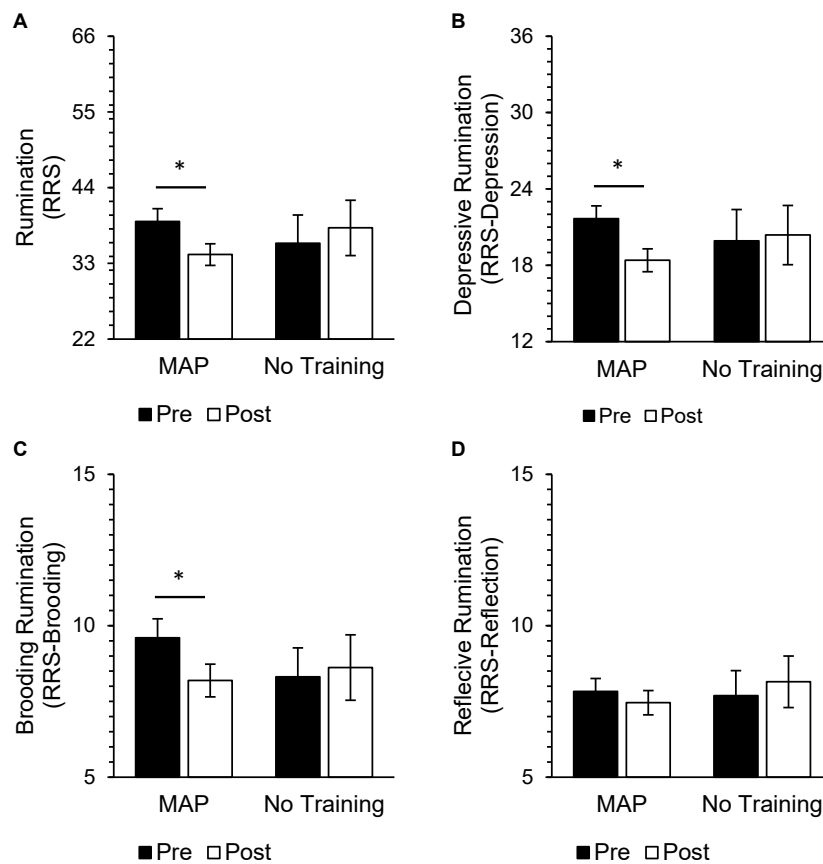 A
66
55
44
33
22
Rumination
(RRS)
*
MAP No Training
Pre Post
B
36
30
24
18
12
Depressive Rumination
(RRS-Depression)
*
MAP No Training
Pre Post
C
15
10
5
Brooding Rumination
(RRS-Brooding)
*
MAP No Training
Pre Post
D
15
10
5
Reflecive Rumination
(RRS-Reflection)
MAP No Training
Pre Post